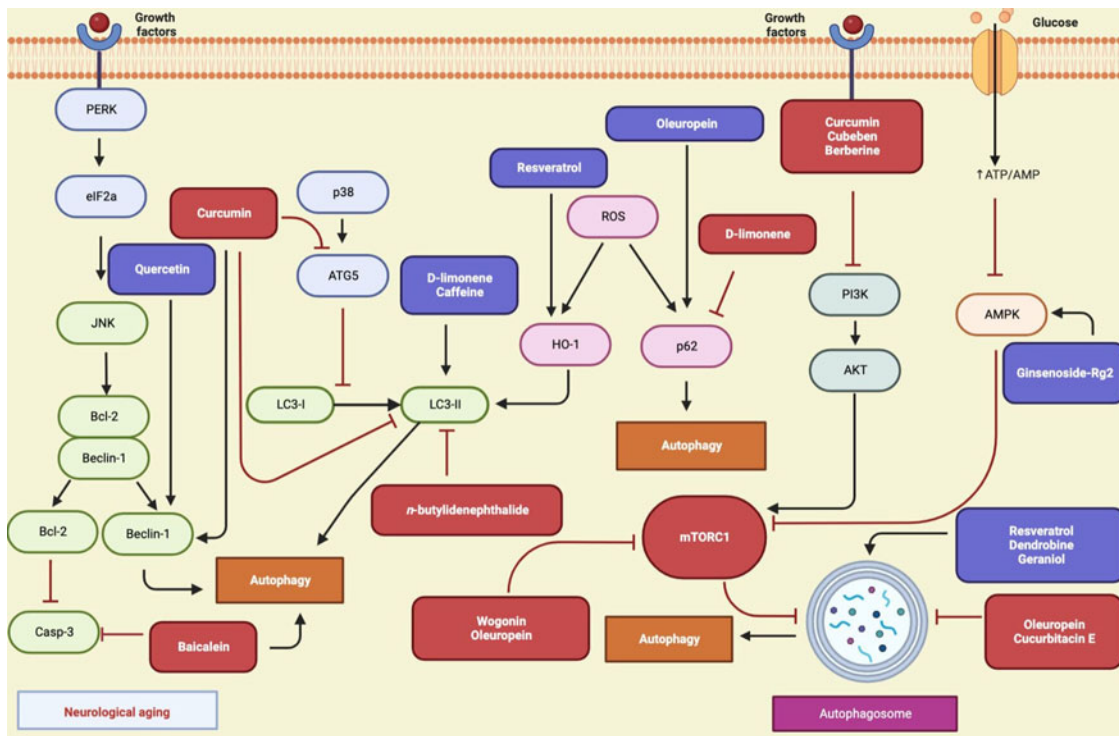 Growth
factors
Growth
factors
Glucose
PERK
Oleuropein
Curcumin
Cubeben
Berberine
Resveratrol
↑ATP/AMP
eIF2a
p38
Curcumin
ROS
D-limonene
Quercetin
ATG5
D-limonene
Caffeine
PI3K
JNK
AMPK
HO-1
p62
AKT
Ginsenoside-Rg2
LC3-I
LC3-II
Bcl-2
Beclin-1
Autophagy
n-butylidenephthalide
Bcl-2
Beclin-1
mTORC1
Resveratrol
Dendrobine
Geraniol
Autophagy
Wogonin
Oleuropein
Oleuropein
Cucurbitacin E
Casp-3
Baicalein
Autophagy
Neurological aging
Autophagosome